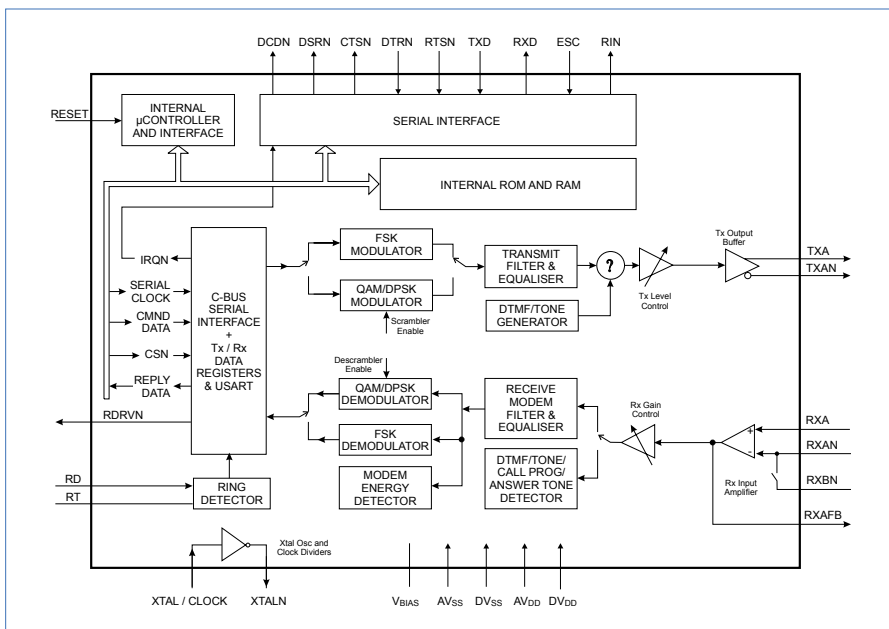 DCDN DSRN CTSN DTRN RTSN TXD RXD ESC RIN
RESET
INTERNAL
µCONTROLLER
AND INTERFACE
SERIAL INTERFACE
INTERNAL ROM AND RAM
IRQN
SERIAL
CLOCK
CMND
DATA
CSN
REPLY
DATA
C-BUS
SERIAL
INTERFACE
+
Tx / Rx
DATA
REGISTERS
& USART
FSK
MODULATOR
QAM/DPSK
MODULATOR
Scrambler
Enable
TRANSMIT
FILTER &
EQUALISER
DTMF/TONE
GENERATOR
?
Tx Level
Control
Tx Output
Buffer
TXA
TXAN
Descrambler
Enable
QAM/DPSK
DEMODULATOR
FSK
DEMODULATOR
MODEM
ENERGY
DETECTOR
RECEIVE
MODEM
FILTER &
EQUALISER
DTMF/TONE/
CALL PROG/
ANSWER TONE
DETECTOR
Rx Gain
Control
+
-
Rx Input
Amplifier
RXA
RXAN
RXBN
RXAFB
RDRVN
RD
RT
RING
DETECTOR
Xtal Osc and
Clock Dividers
XTAL / CLOCK XTALN VBIAS AVSS DVSS AVDD DVDD